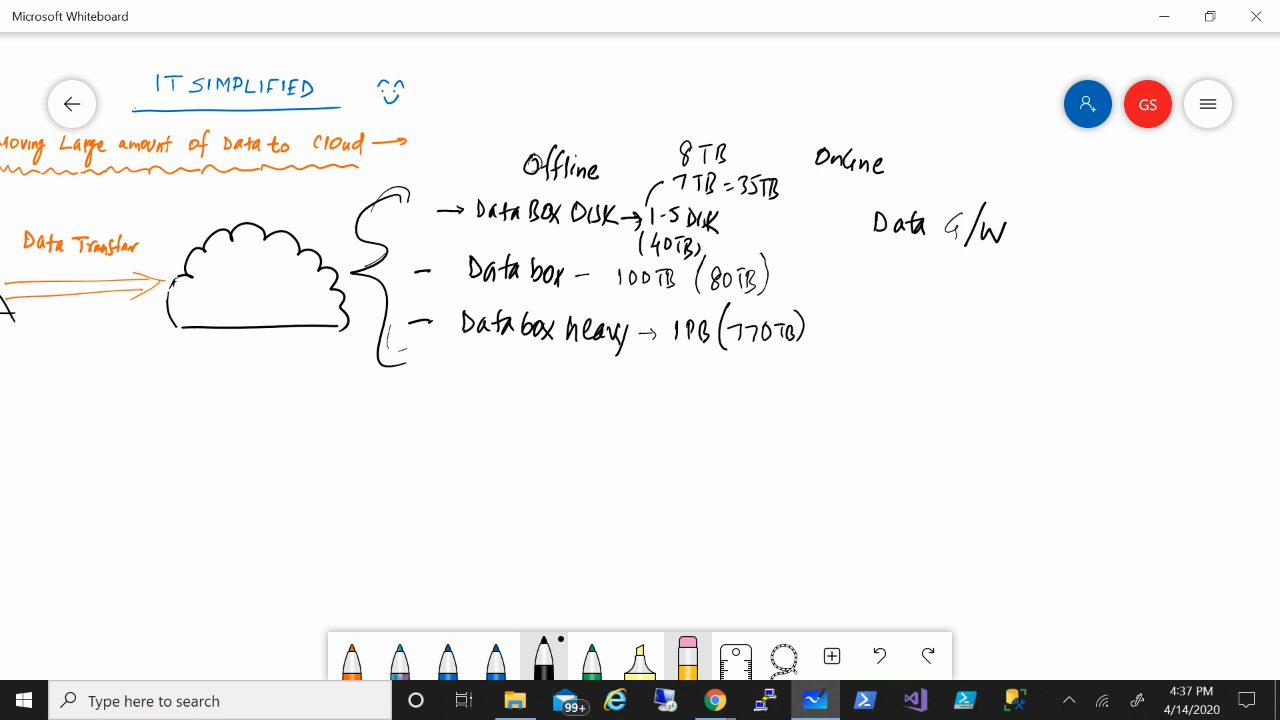 Microsoft Whiteboard
IT SIMPLIFIED
GS
Moving Large amount of Data to Cloud
Offline
8 TB
Online
7 TB = 35TB
Data Box Disk → 1-5 Disk
(40TB)
Data G/W
Data Transfer
- Data box - 100TB (80TB)
- Data box heavy → 1PB (770TB)
99+
Type here to search
4:37 PM
4/14/2020